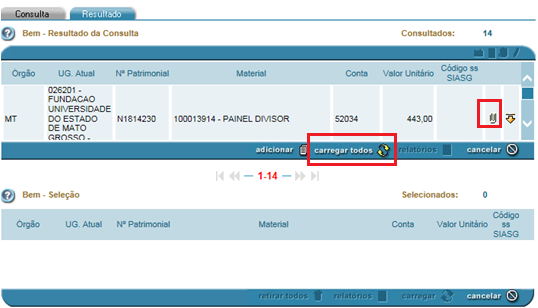 Consulta Resultado
Bem - Resultado da Consulta Consultados: 14
Órgão UG. Atual Nº Patrimonial Material Conta Valor Unitário Código ss SIASG
MT 026201 - FUNDACAO UNIVERSIDADE DO ESTADO DE MATO GROSSO - N1814230 100013914 - PAINEL DIVISOR 52034 443,00
adicionar carregar todos relatórios cancelar
1-14
Bem - Seleção Selecionados: 0
Órgão UG. Atual Nº Patrimonial Material Conta Valor Unitário Código ss SIASG
retirar todos relatórios carregar cancelar